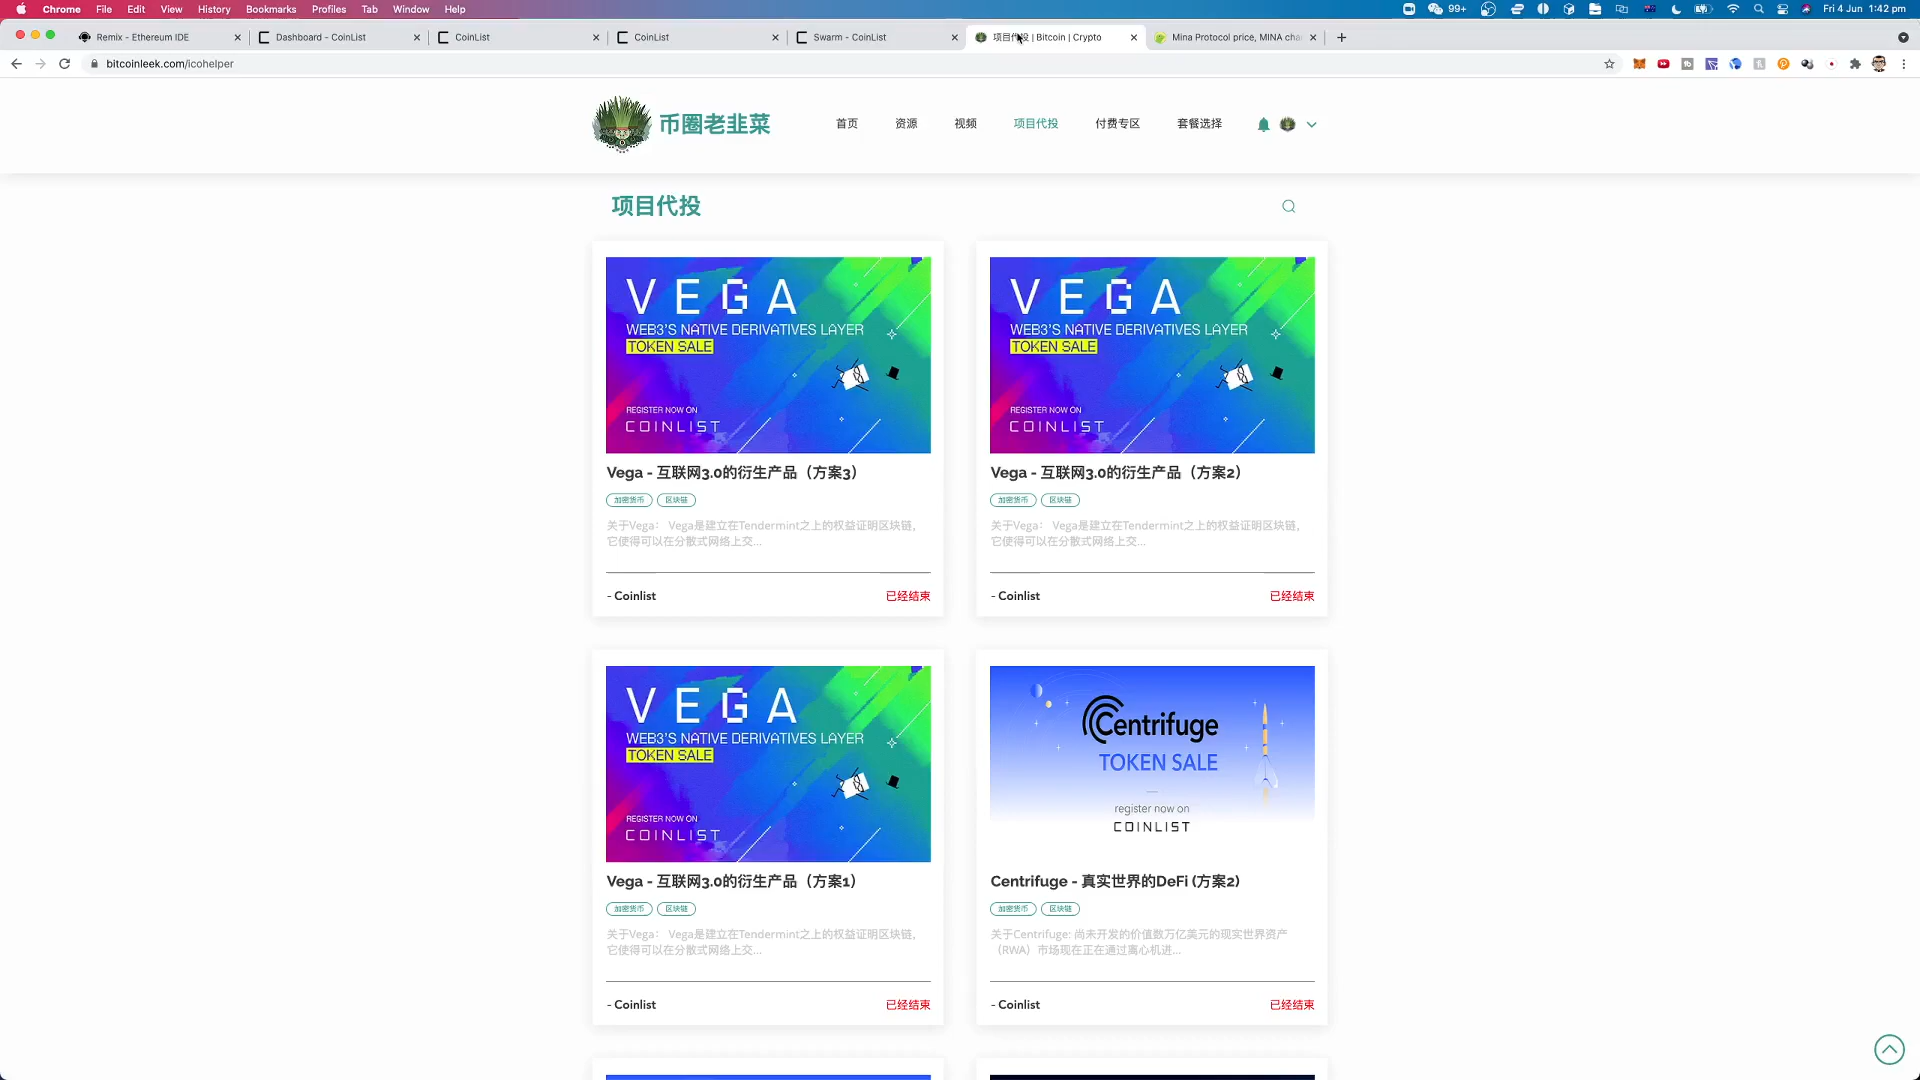 Chrome File Edit View History Bookmarks Profiles Tab Window Help 99+ Fri 4 Jun 1:42 pm
Remix - Ethereum IDE Dashboard - CoinList CoinList CoinList Swarm - CoinList 项目代投 | Bitcoin | Crypto Mina Protocol price, MINA cha
bitcoinleek.com/icohelper
币圈老韭菜 首页 资源 视频 项目代投 付费专区 套餐选择
项目代投
VEGA
WEB3'S NATIVE DERIVATIVES LAYER
TOKEN SALE
REGISTER NOW ON
COINLIST
Vega - 互联网3.0的衍生产品（方案3）
加密货币 区块链
关于Vega： Vega是建立在Tendermint之上的权益证明区块链，
它使得可以在分散式网络上交...
- Coinlist 已经结束
VEGA
WEB3'S NATIVE DERIVATIVES LAYER
TOKEN SALE
REGISTER NOW ON
COINLIST
Vega - 互联网3.0的衍生产品（方案2）
加密货币 区块链
关于Vega： Vega是建立在Tendermint之上的权益证明区块链，
它使得可以在分散式网络上交...
- Coinlist 已经结束
VEGA
WEB3'S NATIVE DERIVATIVES LAYER
TOKEN SALE
REGISTER NOW ON
COINLIST
Vega - 互联网3.0的衍生产品（方案1）
加密货币 区块链
关于Vega： Vega是建立在Tendermint之上的权益证明区块链，
它使得可以在分散式网络上交...
- Coinlist 已经结束
Centrifuge
TOKEN SALE
register now on
COINLIST
Centrifuge - 真实世界的DeFi (方案2)
加密货币 区块链
关于Centrifuge: 尚未开发的价值数万亿美元的现实世界资产
（RWA）市场现在正在通过离心机进...
- Coinlist 已经结束